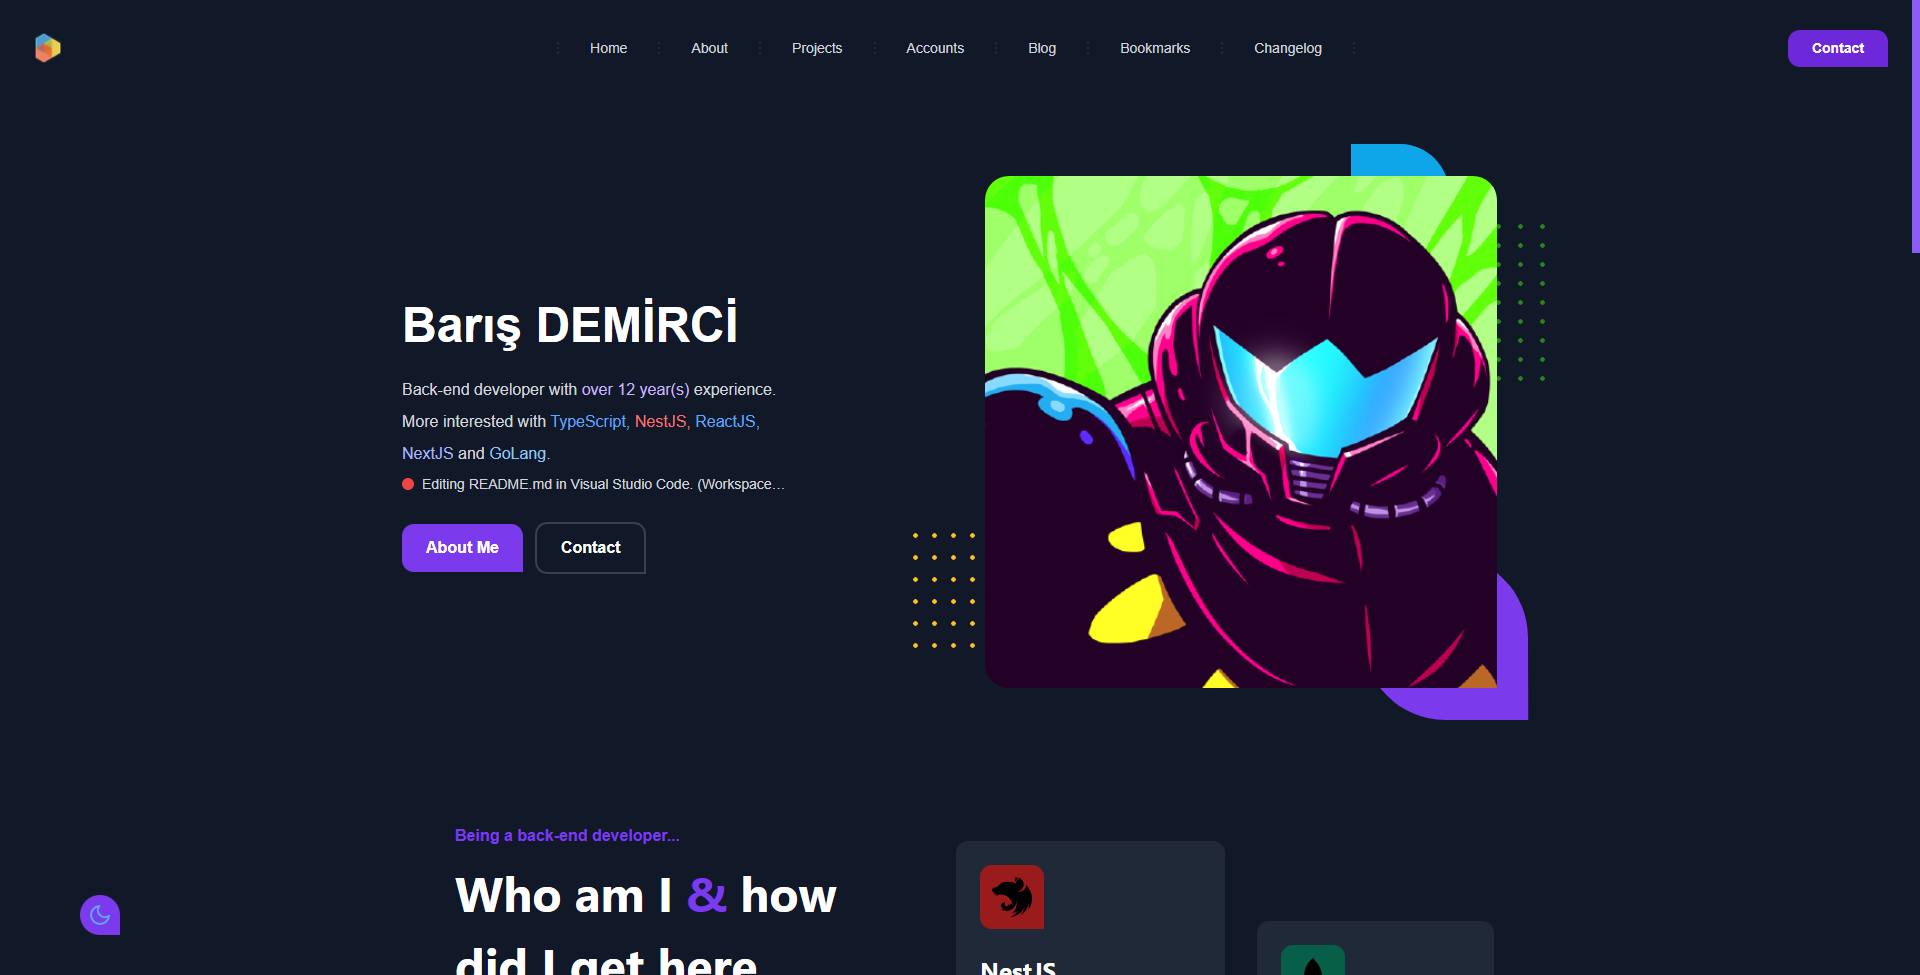 Home
About
Projects
Accounts
Blog
Bookmarks
Changelog
Contact
Barış DEMİRCİ
Back-end developer with over 12 year(s) experience.
More interested with TypeScript, NestJS, ReactJS,
NextJS and GoLang.
Editing README.md in Visual Studio Code. (Workspace…
About Me
Contact
Being a back-end developer...
Who am I & how
did I get here
NestJS